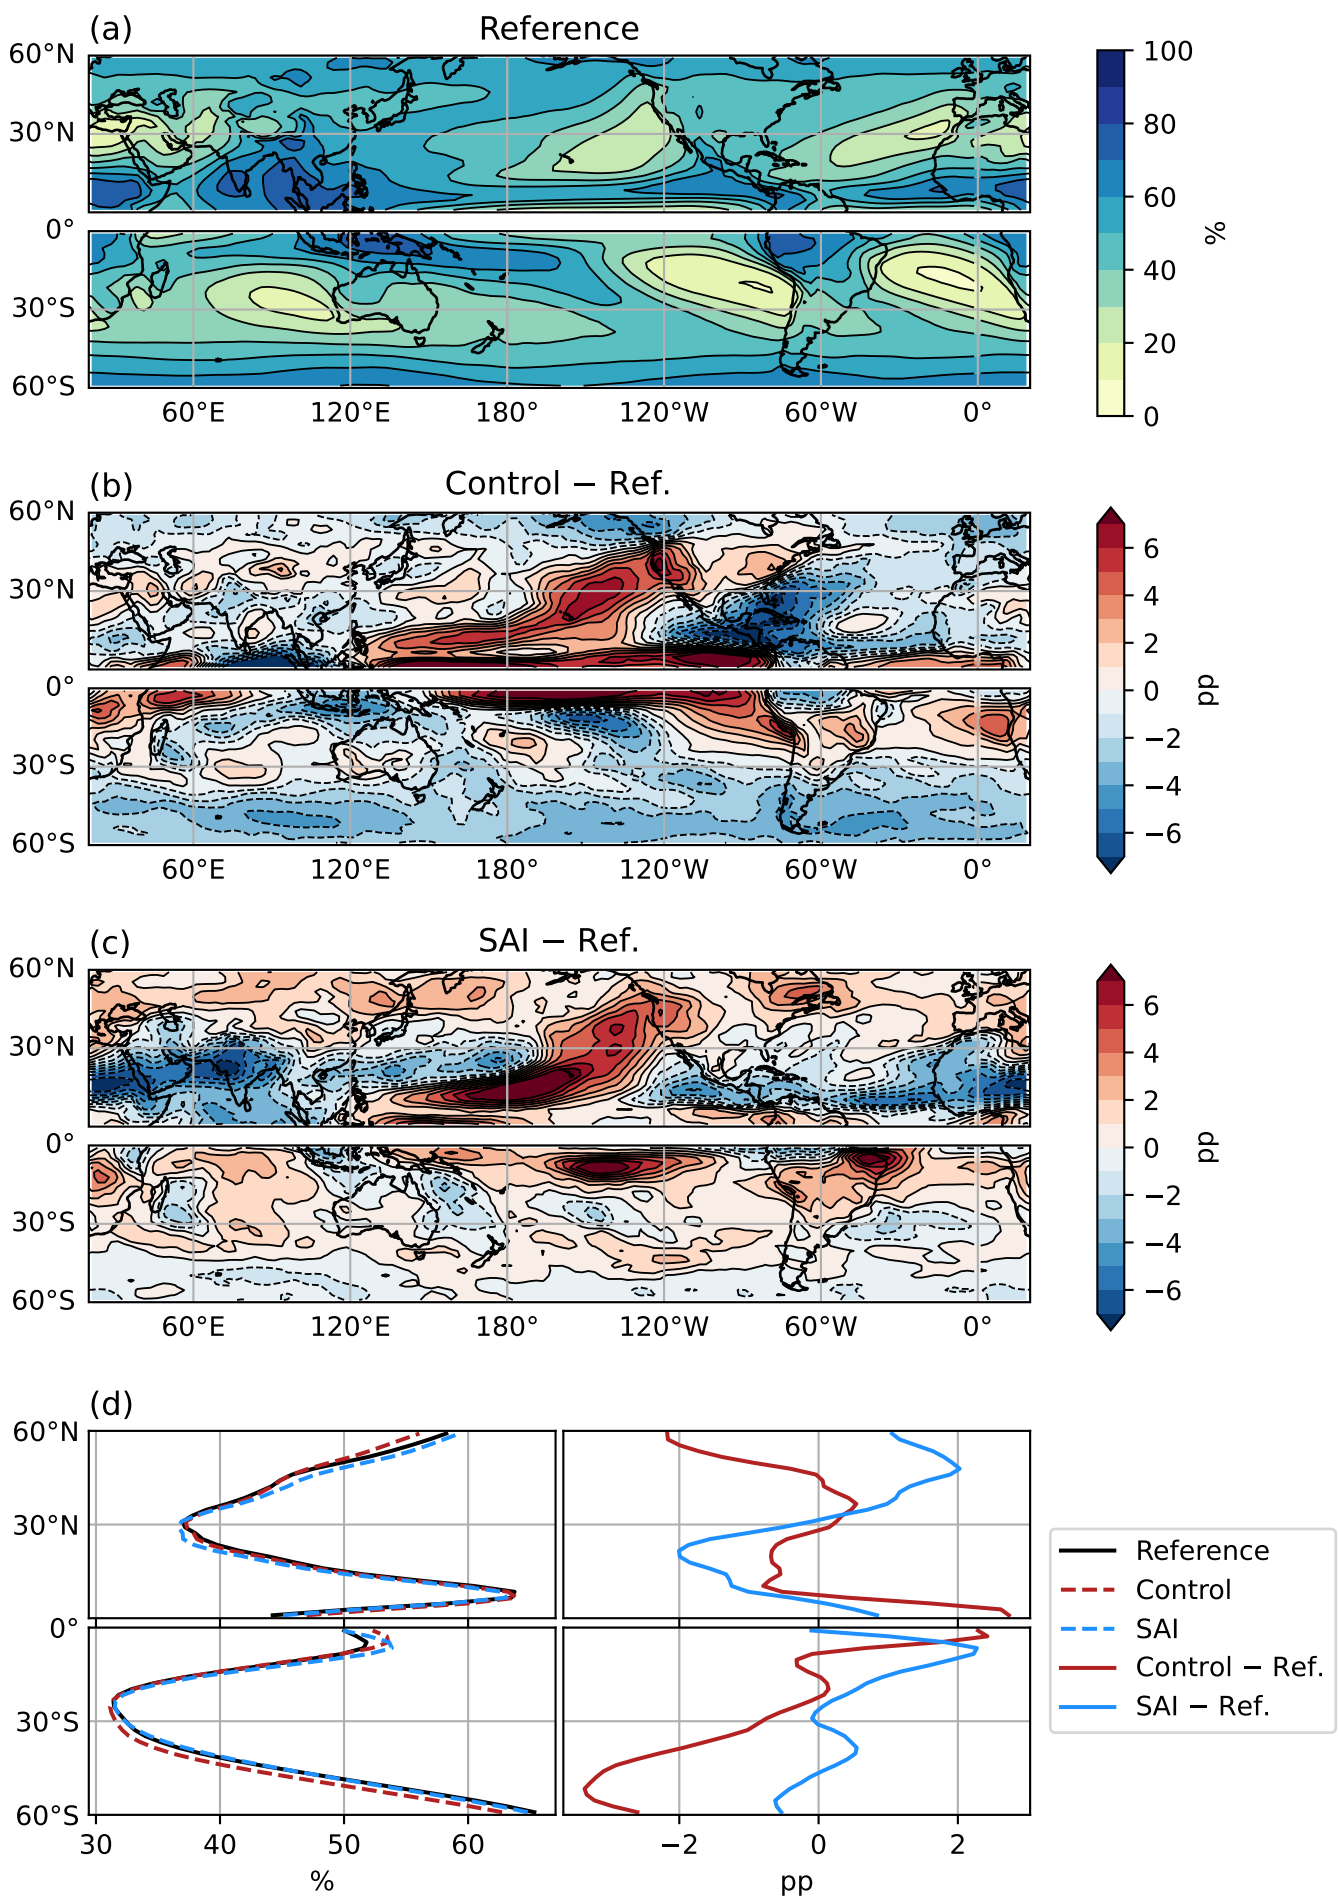 (a)
Reference
60°N
30°N
0°
30°S
60°S
60°E
120°E
180°
120°W
60°W
0°
100
80
60
40
20
0
%
(b)
Control − Ref.
60°N
30°N
0°
30°S
60°S
60°E
120°E
180°
120°W
60°W
0°
6
4
2
0
−2
−4
−6
pp
(c)
SAI − Ref.
60°N
30°N
0°
30°S
60°S
60°E
120°E
180°
120°W
60°W
0°
6
4
2
0
−2
−4
−6
pp
(d)
60°N
30°N
0°
30°S
60°S
30
40
50
60
%
−2
0
2
pp
Reference
Control
SAI
Control − Ref.
SAI − Ref.